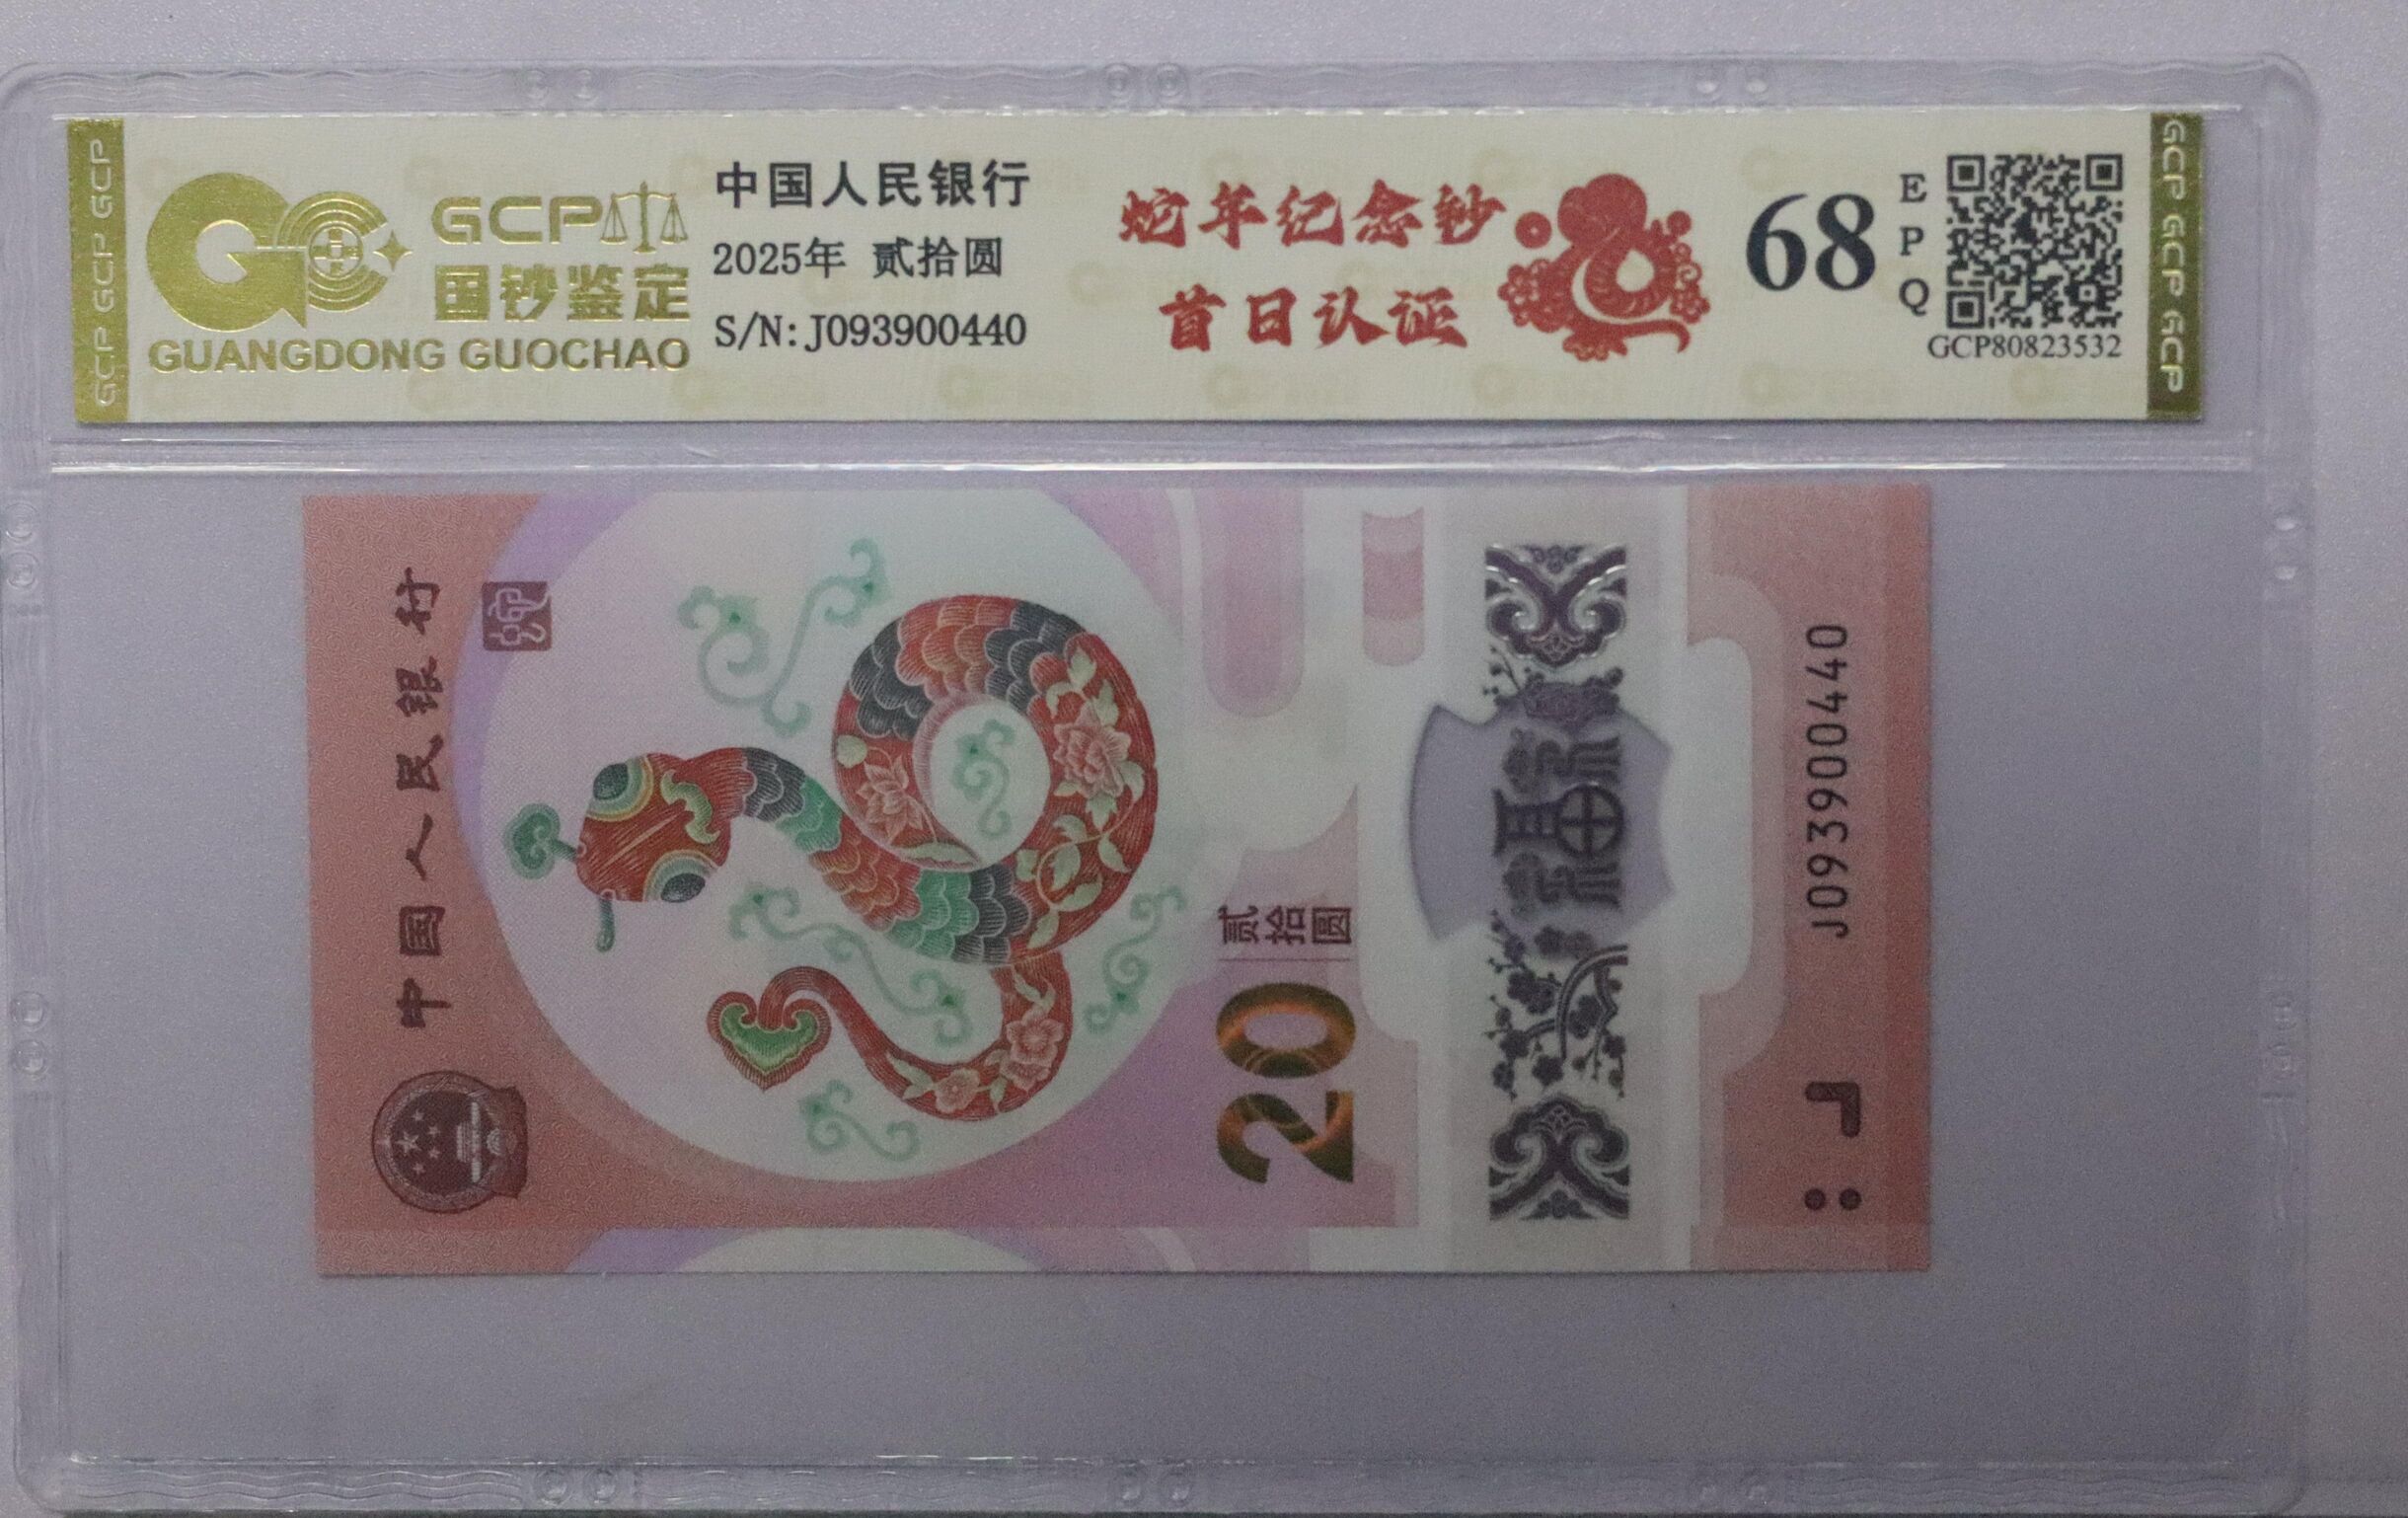 GCP GCP GCP
GCP
国钞鉴定
GUANGDONG GUOCHAO
中国人民银行
2025年 贰拾圆
S/N: J093900440
蛇年纪念钞
首日认证
68
EPQ
GCP80823532
GCP GCP GCP
中国人民银行
20
贰拾圆
福
J093900440